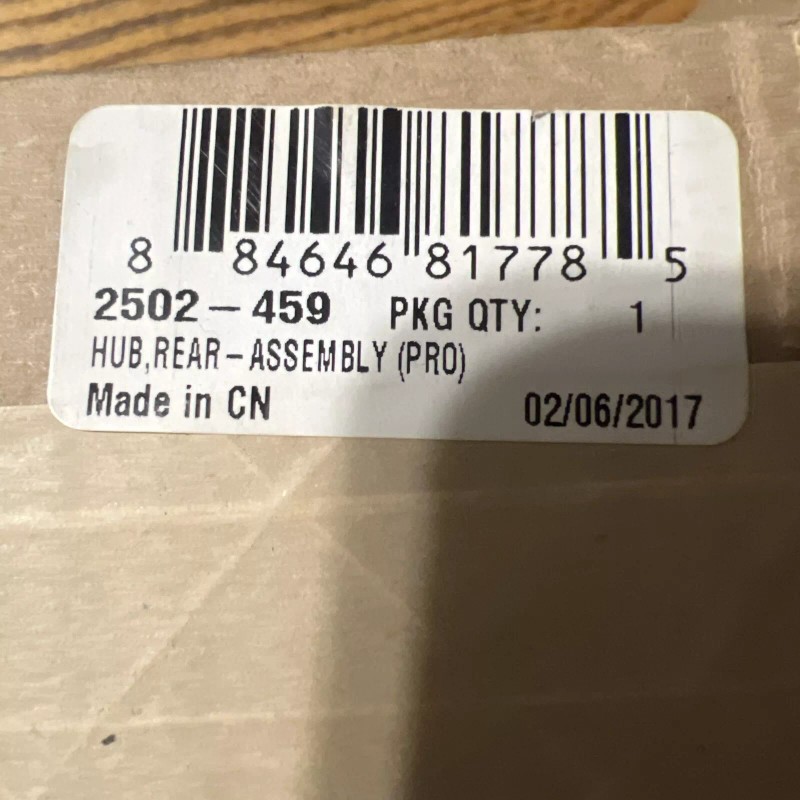 8 84646 81778 5
2502-459 PKG QTY: 1
HUB,REAR-ASSEMBLY (PRO)
Made in CN 02/06/2017